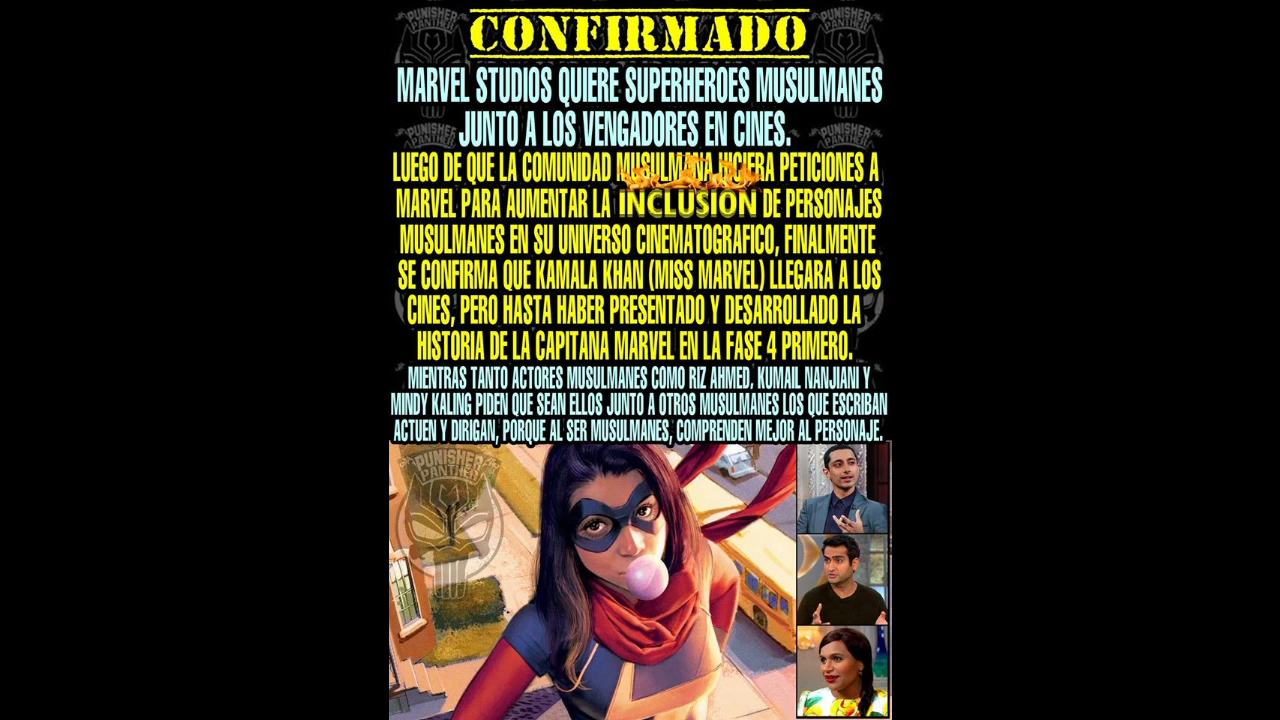 CONFIRMADO
MARVEL STUDIOS QUIERE SUPERHEROES MUSULMANES
JUNTO A LOS VENGADORES EN CINES.
LUEGO DE QUE LA COMUNIDAD MUSULMANA HICIERA PETICIONES A
MARVEL PARA AUMENTAR LA INCLUSIÓN DE PERSONAJES
MUSULMANES EN SU UNIVERSO CINEMATOGRAFICO, FINALMENTE
SE CONFIRMA QUE KAMALA KHAN (MISS MARVEL) LLEGARA A LOS
CINES, PERO HASTA HABER PRESENTADO Y DESARROLLADO LA
HISTORIA DE LA CAPITANA MARVEL EN LA FASE 4 PRIMERO.
MIENTRAS TANTO ACTORES MUSULMANES COMO RIZ AHMED, KUMAIL NANJIANI Y
MINDY KALING PIDEN QUE SEAN ELLOS JUNTO A OTROS MUSULMANES LOS QUE ESCRIBAN
ACTUEN Y DIRIGAN, PORQUE AL SER MUSULMANES, COMPRENDEN MEJOR AL PERSONAJE.
PUNISHER
PANTHER